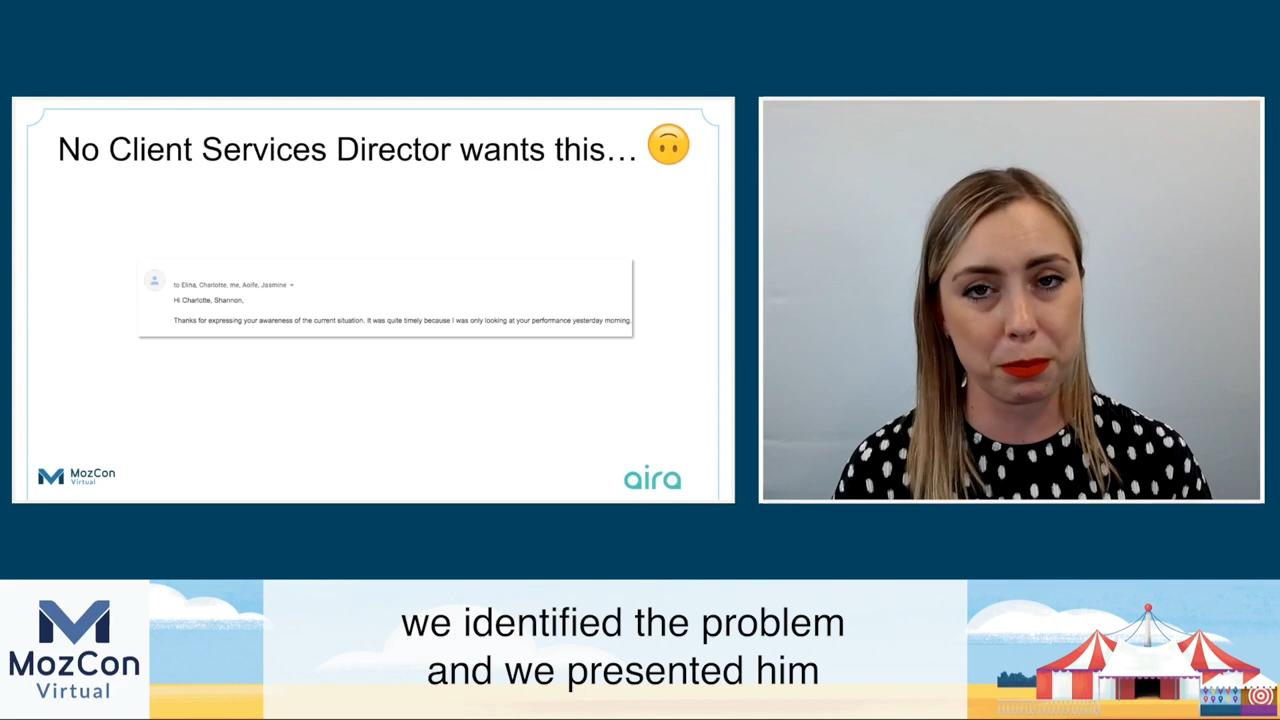 No Client Services Director wants this…
to Elina, Charlotte, me, Aoife, Jasmine
Hi Charlotte, Shannon,
Thanks for expressing your awareness of the current situation. It was quite timely because I was only looking at your performance yesterday morning.
MozCon
Virtual
aira
we identified the problem
and we presented him
MozCon
Virtual